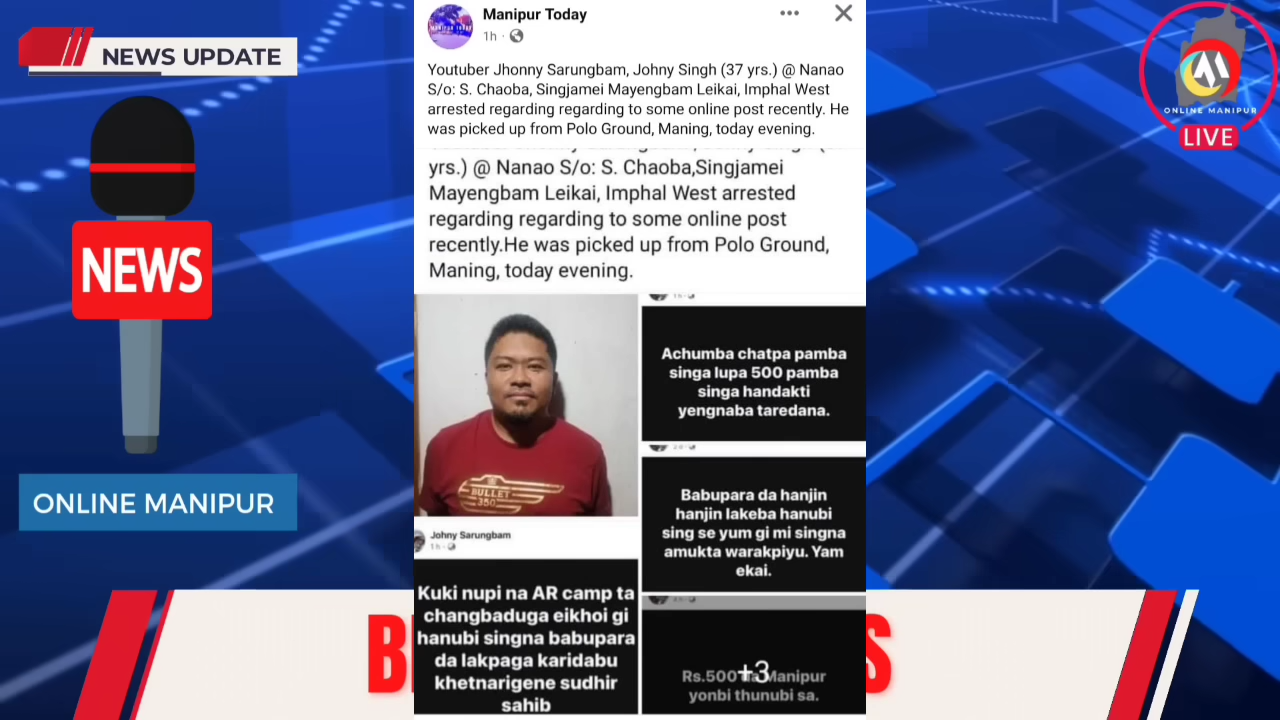 NEWS UPDATE
NEWS
ONLINE MANIPUR
Manipur Today
1h
Youtuber Jhonny Sarungbam, Johny Singh (37 yrs.) @ Nanao
S/o: S. Chaoba, Singjamei Mayengbam Leikai, Imphal West
arrested regarding regarding to some online post recently. He
was picked up from Polo Ground, Maning, today evening.
yrs.) @ Nanao S/o: S. Chaoba,Singjamei
Mayengbam Leikai, Imphal West arrested
regarding regarding to some online post
recently.He was picked up from Polo Ground,
Maning, today evening.
BULLET
350
Johny Sarungbam
1h
Kuki nupi na AR camp ta
changbaduga eikhoi gi
hanubi singna babupara
da lakpaga karidabu
khetnarigene sudhir
sahib
Achumba chatpa pamba
singa lupa 500 pamba
singa handakti
yengnaba taredana.
Babupara da hanjin
hanjin lakeba hanubi
sing se yum gi mi singna
amukta warakpiyu. Yam
ekai.
+3
Rs.500 Manipur
yonbi thunubi sa.
ONLINE MANIPUR
LIVE
B
S